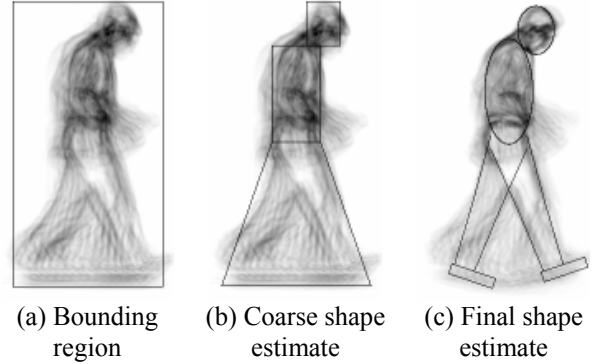 (a) Bounding region
(b) Coarse shape estimate
(c) Final shape estimate